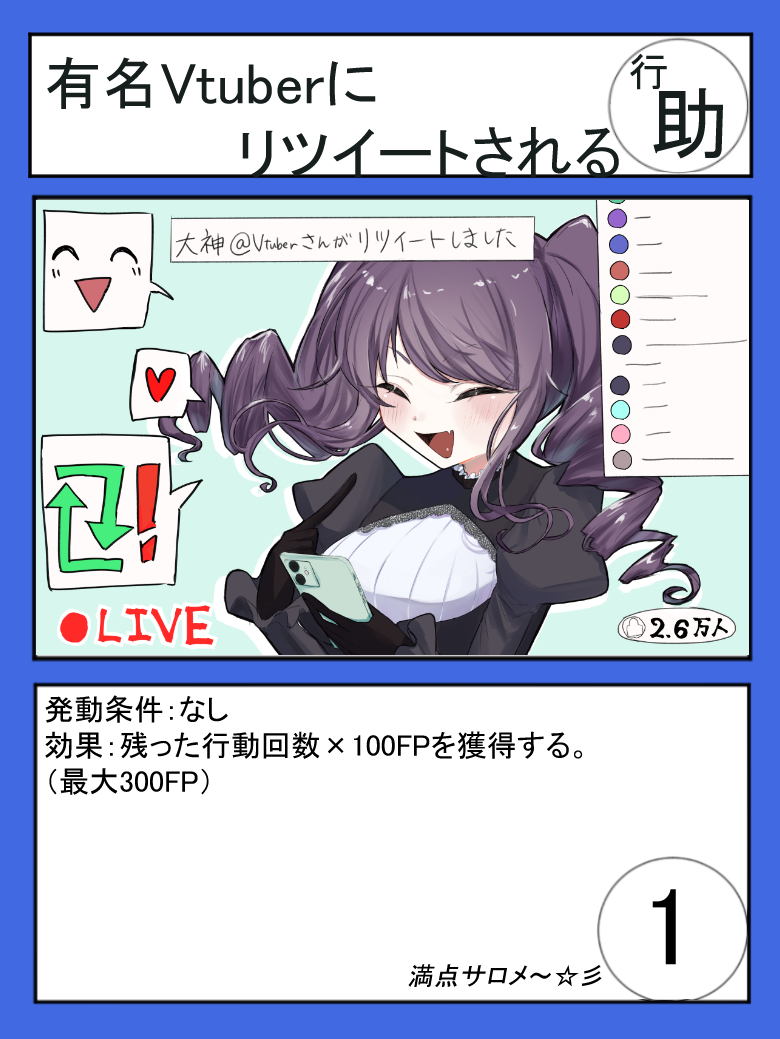 有名Vtuberに
リツイートされる
行
助
大神@Vtuberさんがリツイートしました
LIVE
2.6万人
発動条件:なし
効果:残った行動回数×100FPを獲得する。
(最大300FP)
1
満点サロメ~☆彡